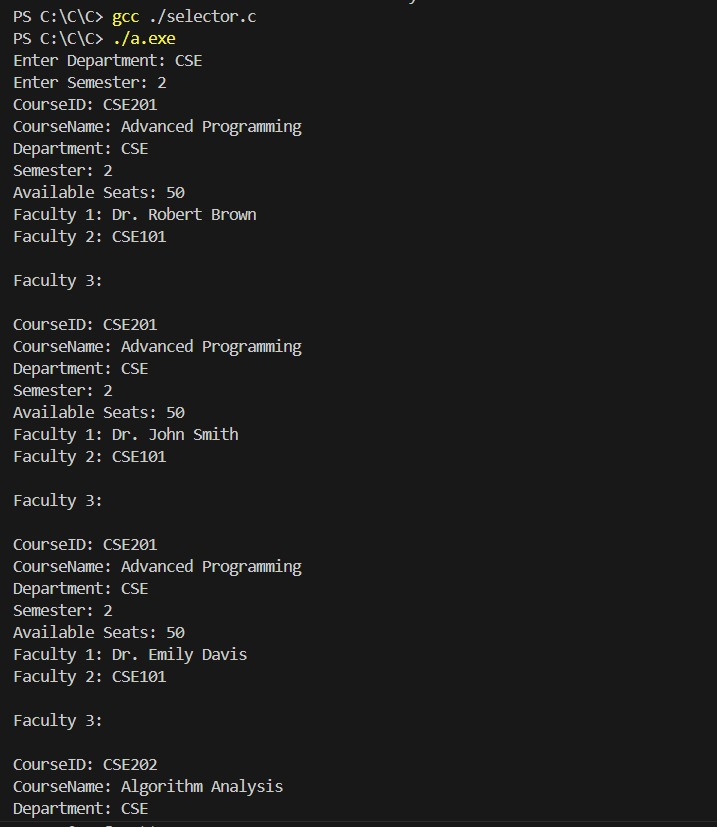 PS C:\C\C> gcc ./selector.c
PS C:\C\C> ./a.exe
Enter Department: CSE
Enter Semester: 2
CourseID: CSE201
CourseName: Advanced Programming
Department: CSE
Semester: 2
Available Seats: 50
Faculty 1: Dr. Robert Brown
Faculty 2: CSE101
Faculty 3:
CourseID: CSE201
CourseName: Advanced Programming
Department: CSE
Semester: 2
Available Seats: 50
Faculty 1: Dr. John Smith
Faculty 2: CSE101
Faculty 3:
CourseID: CSE201
CourseName: Advanced Programming
Department: CSE
Semester: 2
Available Seats: 50
Faculty 1: Dr. Emily Davis
Faculty 2: CSE101
Faculty 3:
CourseID: CSE202
CourseName: Algorithm Analysis
Department: CSE